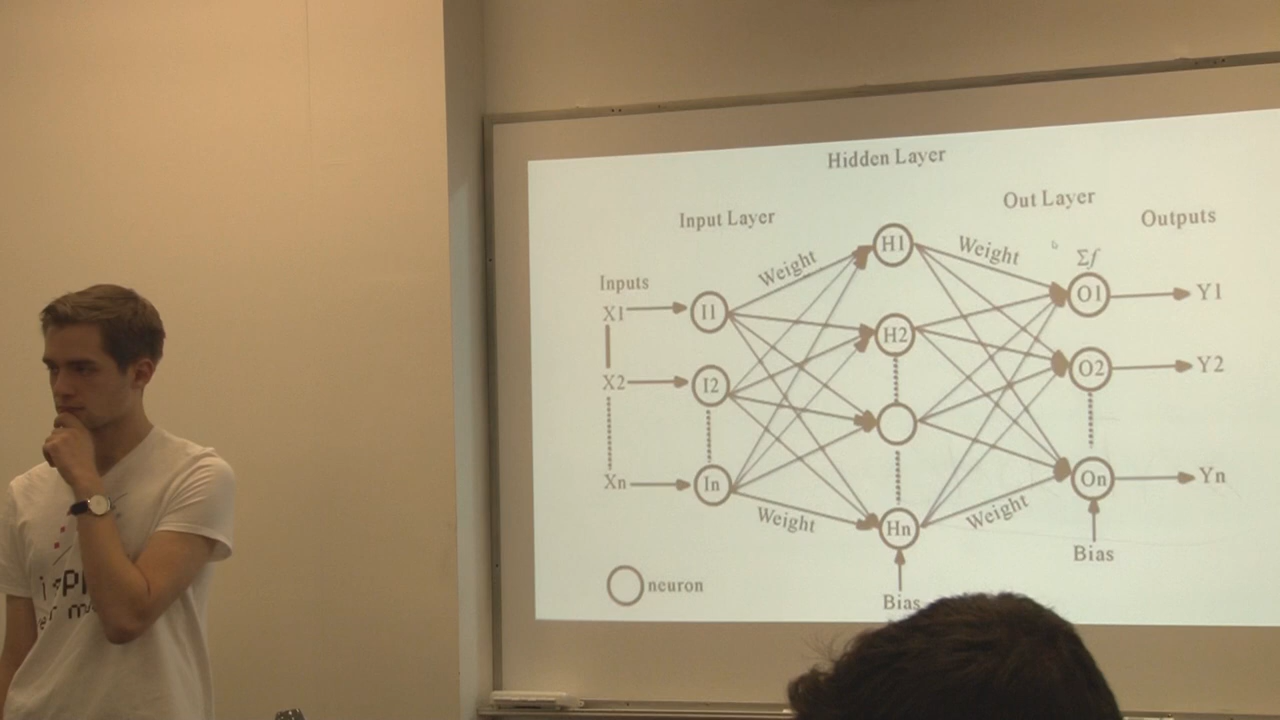 Hidden Layer
Input Layer
Out Layer
Outputs
Inputs
Weight
Weight
Σf
X1
I1
H1
O1
Y1
X2
I2
H2
O2
Y2
Xn
In
Hn
On
Yn
Weight
Weight
Bias
neuron
Bias